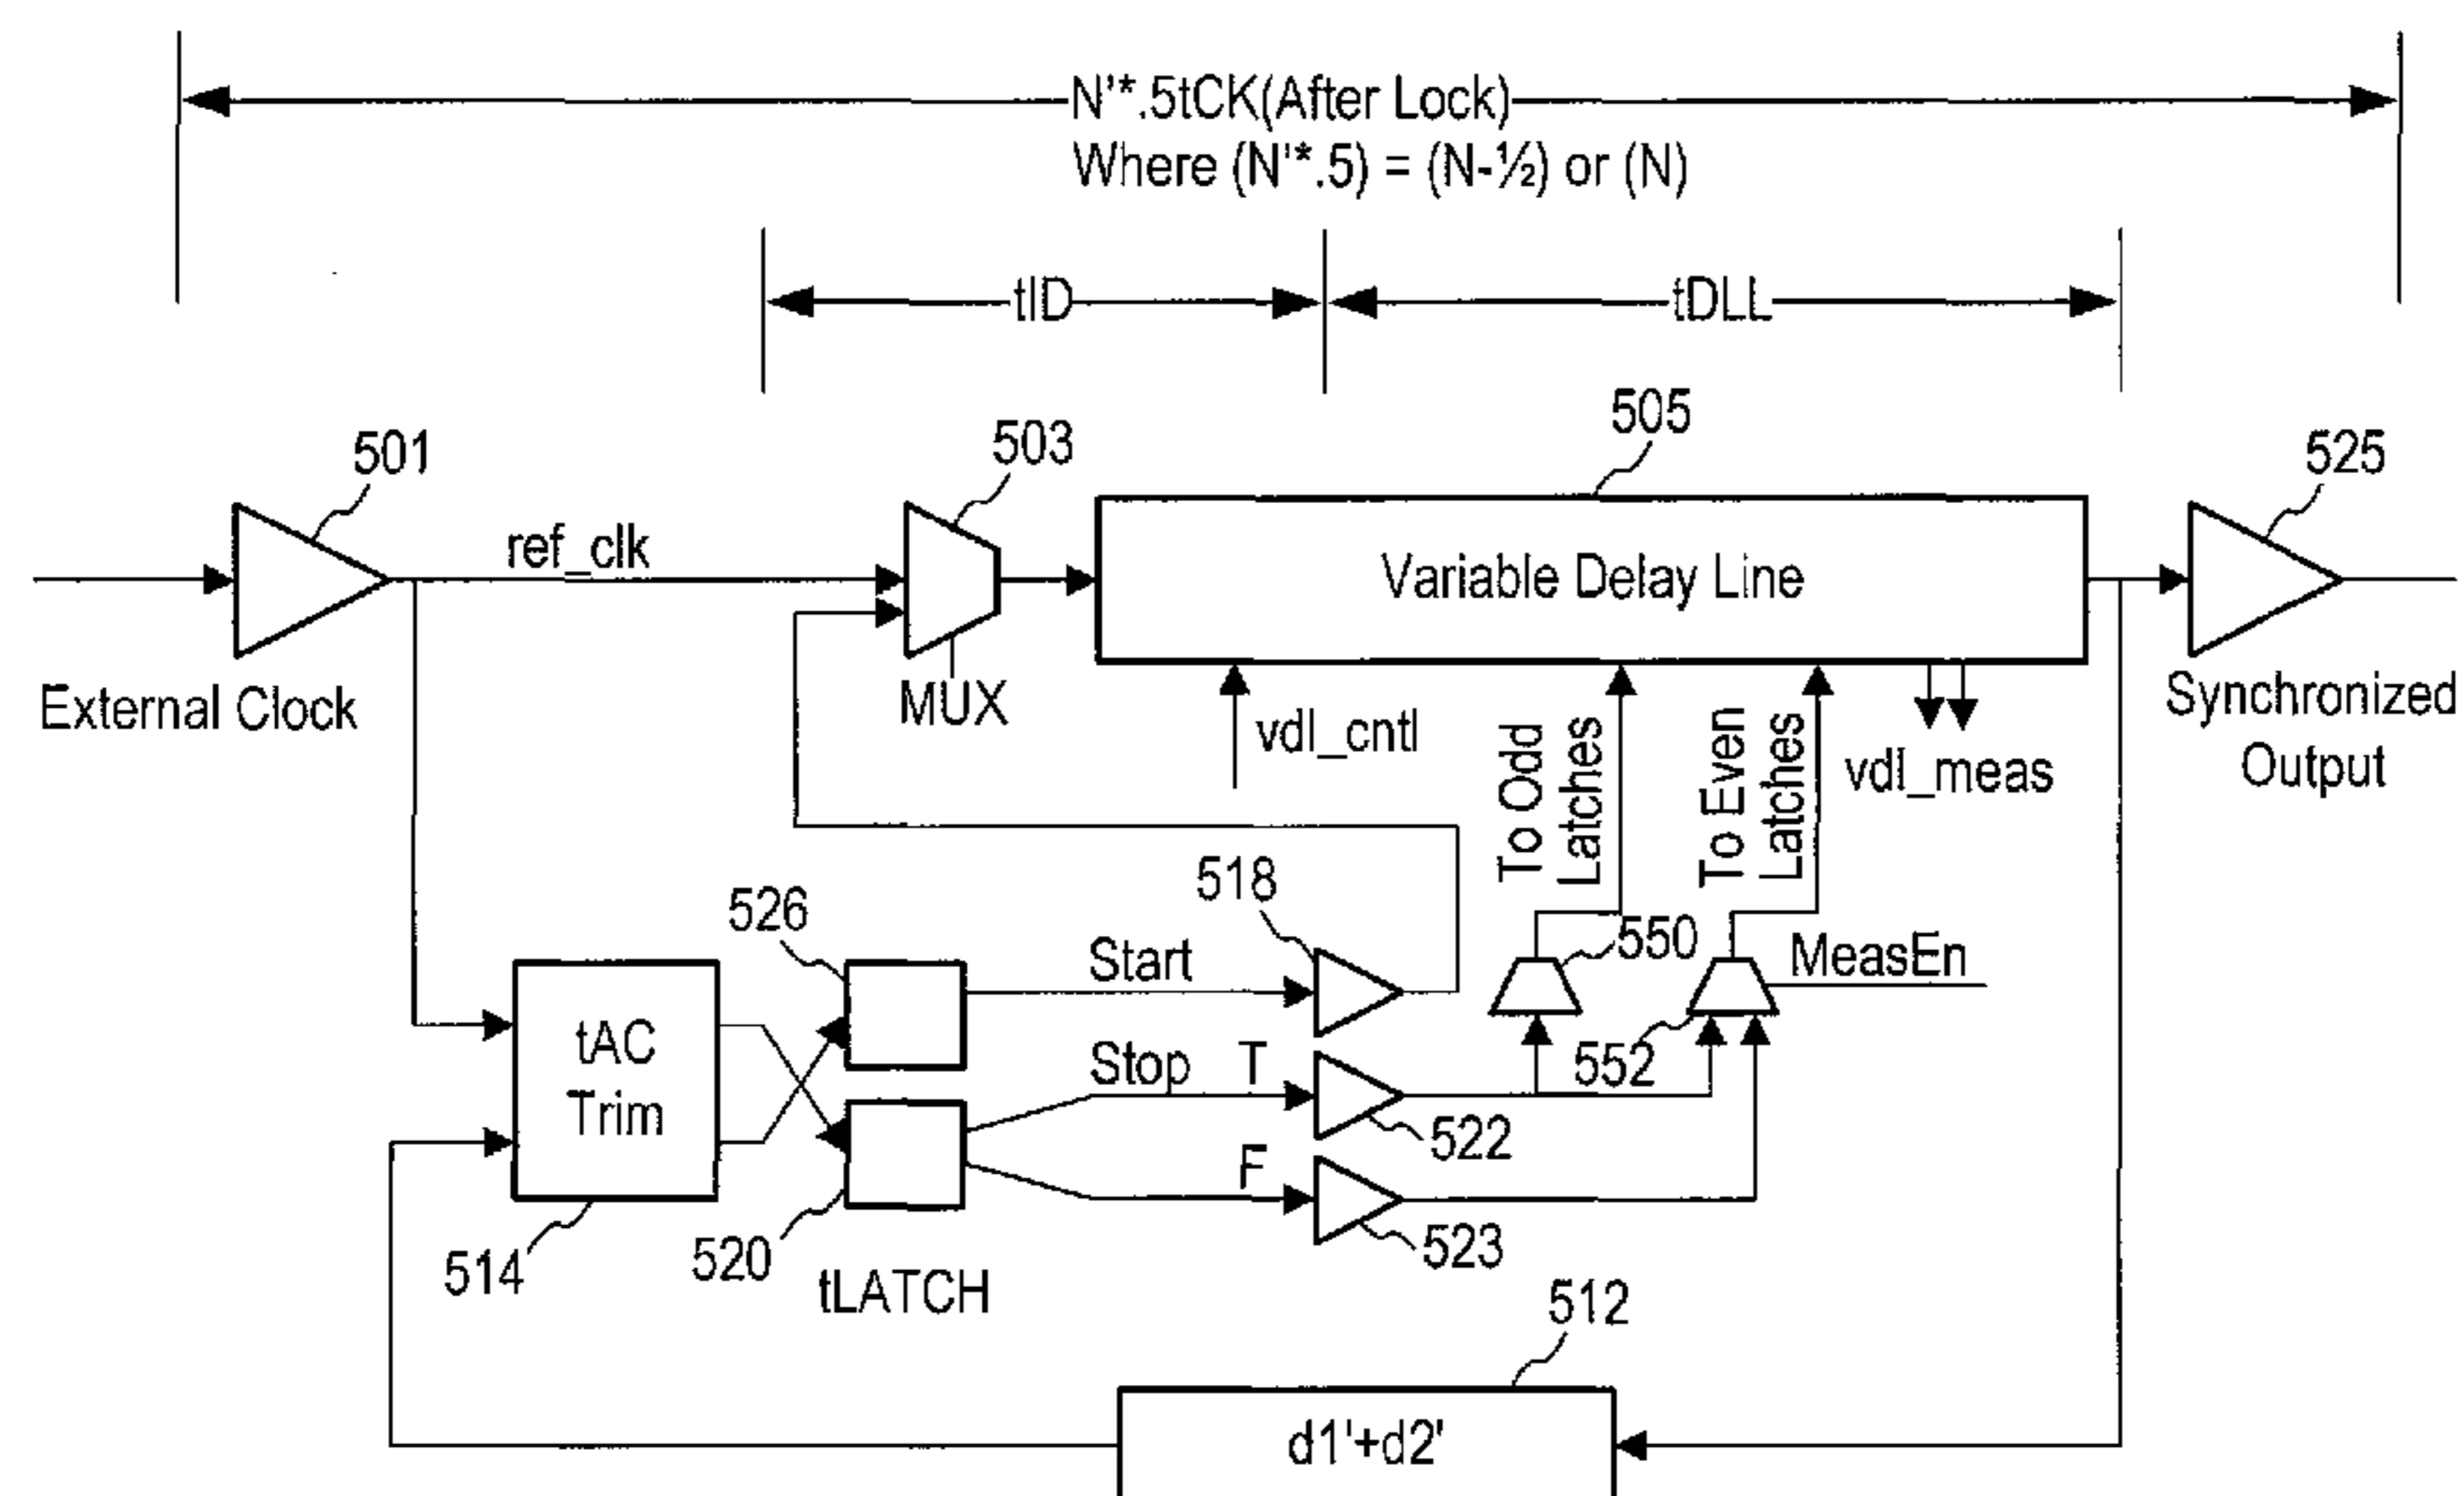 N'*.5tCK(After Lock)
Where (N'*.5) = (N-½) or (N)
tID
tDLL
501
503
505
525
ref_clk
Variable Delay Line
External Clock
MUX
vdl_cntl
To Odd
Latches
To Even
Latches
vdl_meas
Synchronized
Output
526
518
550
Start
MeasEn
tAC
Trim
Stop
T
552
522
F
514
520
523
tLATCH
512
d1'+d2'